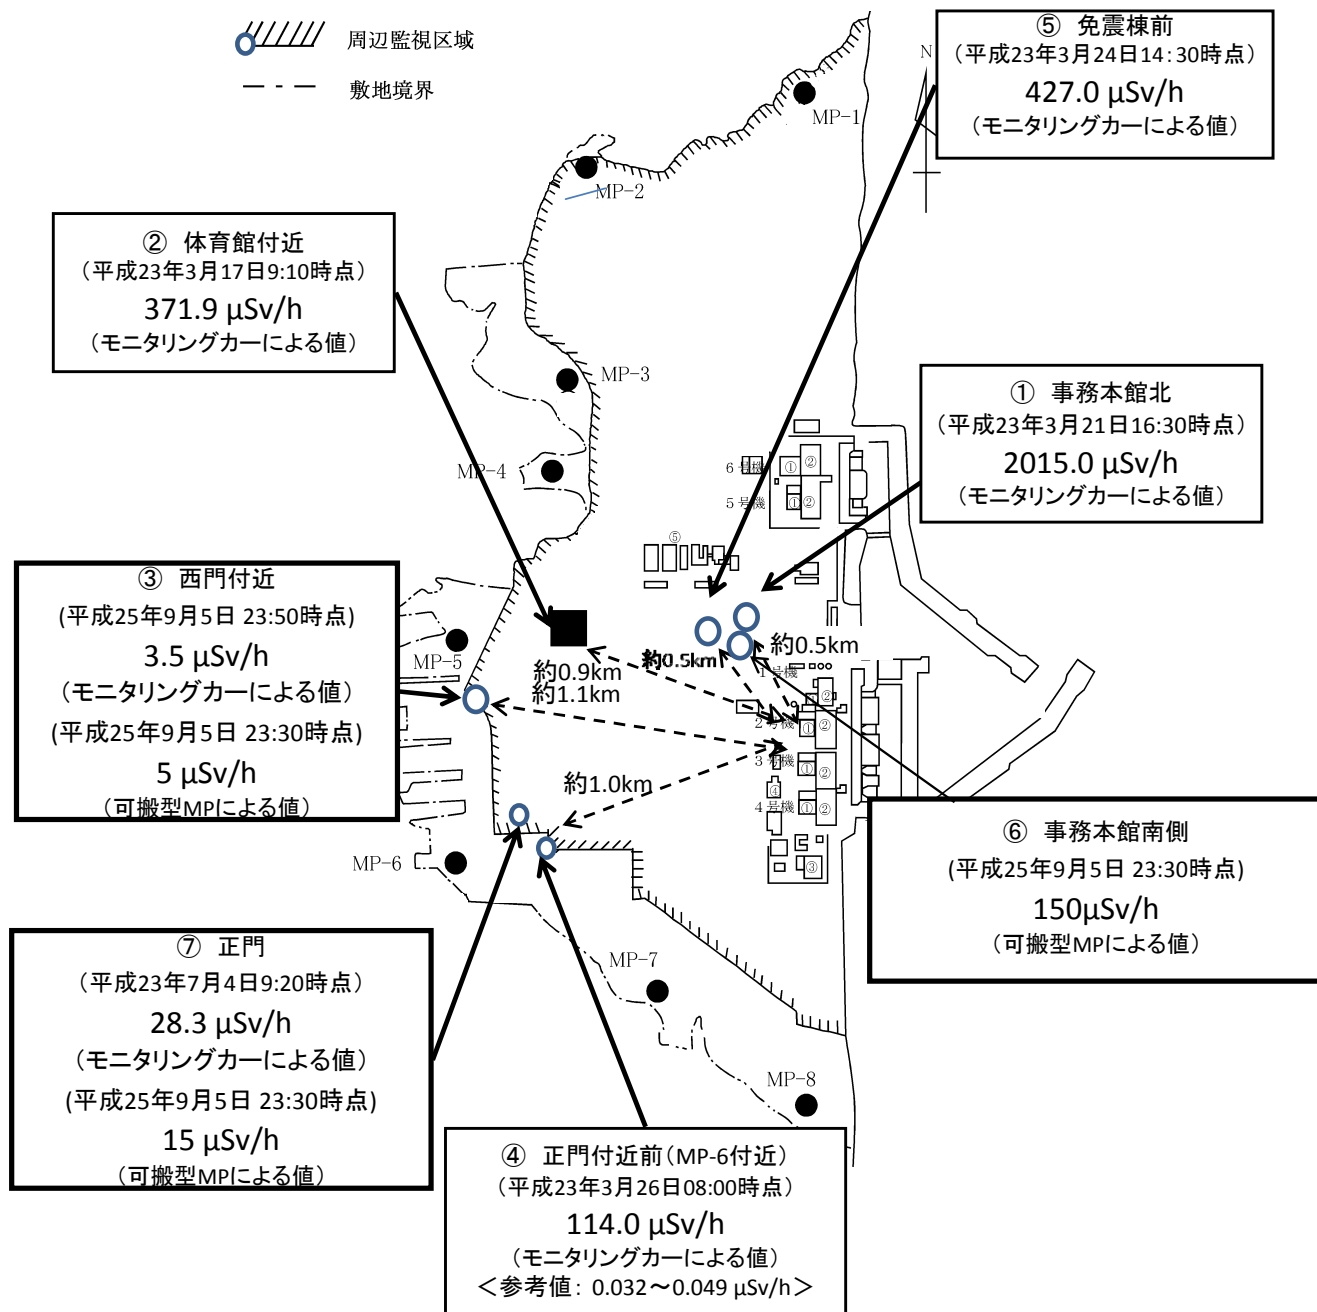 周辺監視区域
敷地境界
⑤ 免震棟前
（平成23年3月24日14:30時点）
427.0 μSv/h
（モニタリングカーによる値）
N
MP-1
MP-2
② 体育館付近
（平成23年3月17日9:10時点）
371.9 μSv/h
（モニタリングカーによる値）
MP-3
① 事務本館北
（平成23年3月21日16:30時点）
2015.0 μSv/h
（モニタリングカーによる値）
MP-4
6号機
①
②
5号機
①
②
⑤
③ 西門付近
(平成25年9月5日 23:50時点)
3.5 μSv/h
（モニタリングカーによる値）
(平成25年9月5日 23:30時点)
5 μSv/h
（可搬型MPによる値）
MP-5
約0.9km
約1.1km
約0.5km
約0.5km
1号機
①
②
2号機
①
②
3号機
①
②
約1.0km
④
4号機
①
②
③
MP-6
⑥ 事務本館南側
(平成25年9月5日 23:30時点)
150μSv/h
（可搬型MPによる値）
⑦ 正門
（平成23年7月4日9:20時点）
28.3 μSv/h
（モニタリングカーによる値）
(平成25年9月5日 23:30時点)
15 μSv/h
（可搬型MPによる値）
MP-7
MP-8
④ 正門付近前（MP-6付近）
（平成23年3月26日08:00時点）
114.0 μSv/h
（モニタリングカーによる値）
＜参考値：0.032～0.049 μSv/h＞